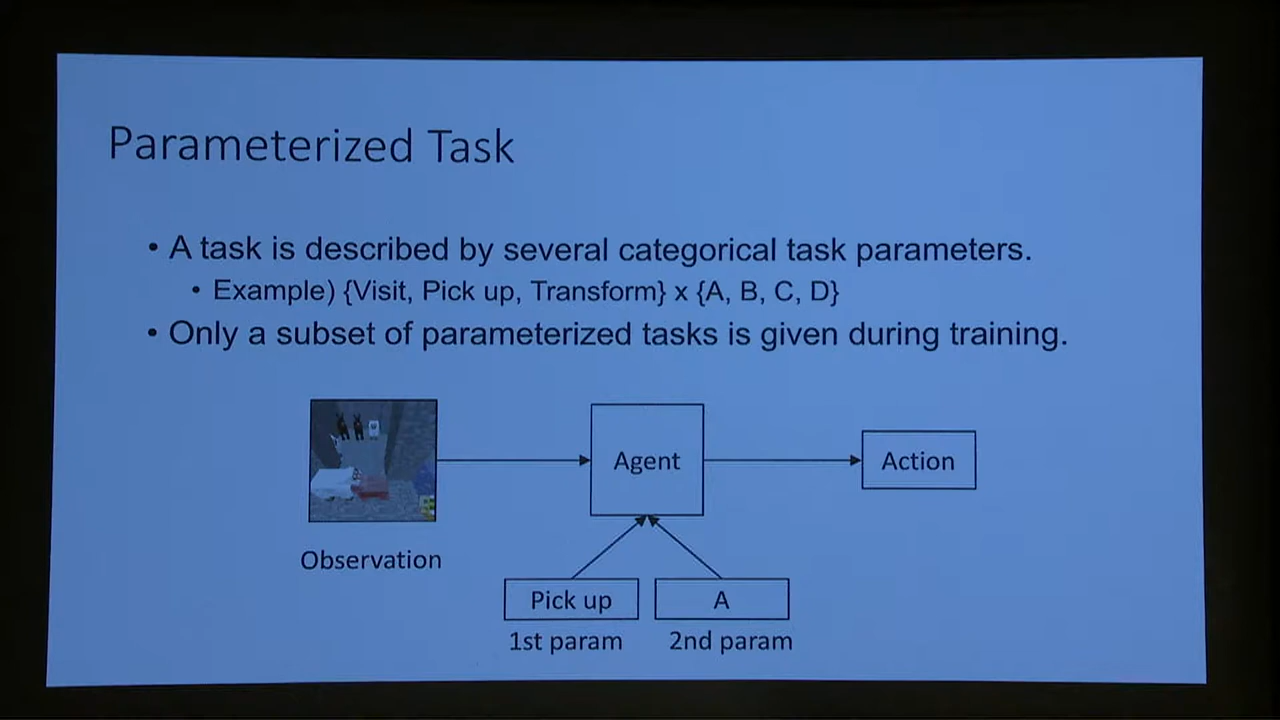 Parameterized Task
• A task is described by several categorical task parameters.
• Example) {Visit, Pick up, Transform} x {A, B, C, D}
• Only a subset of parameterized tasks is given during training.
Agent
Action
Observation
Pick up
A
1st param
2nd param